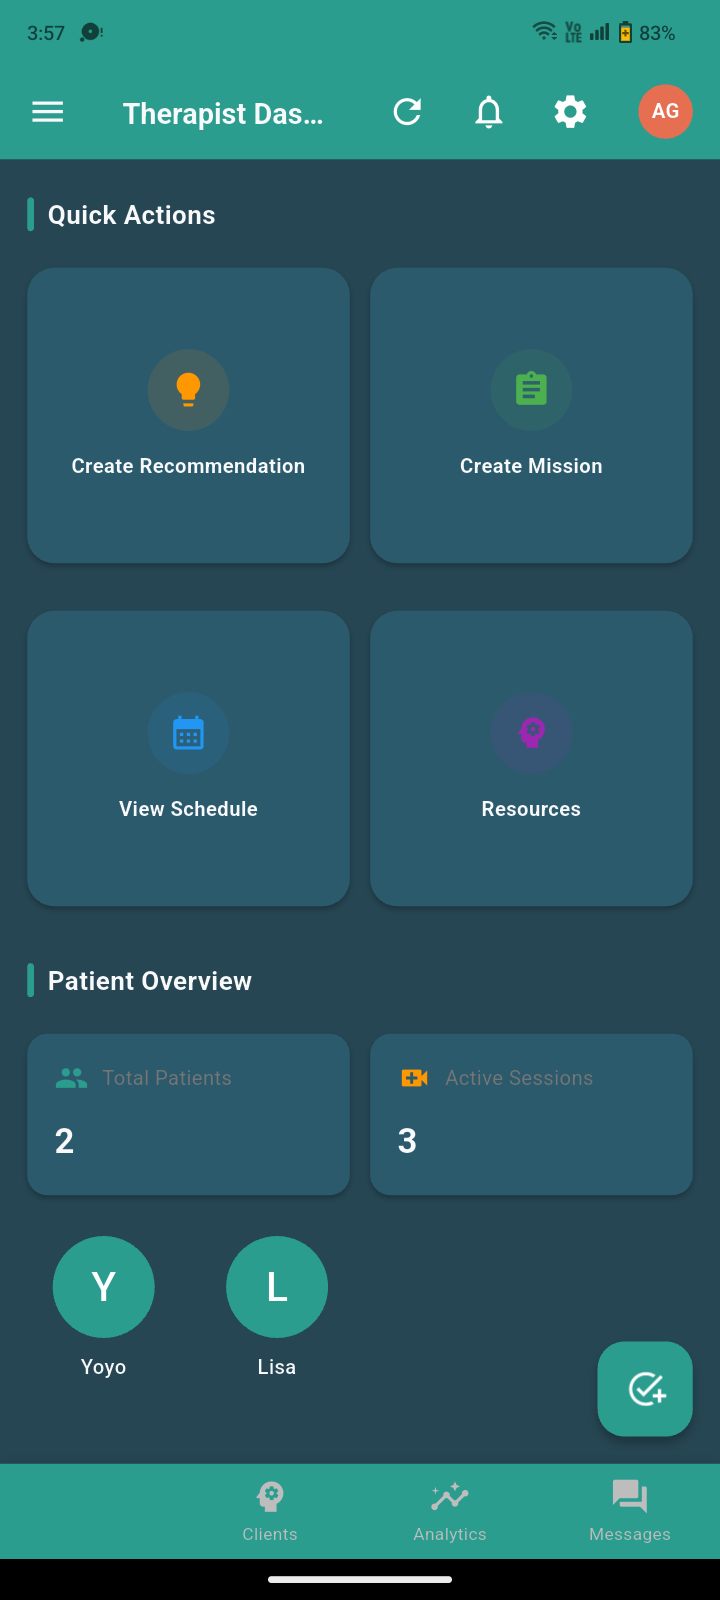 3:57
Vo LTE
83%
Therapist Das...
AG
Quick Actions
Create Recommendation
Create Mission
View Schedule
Resources
Patient Overview
Total Patients
Active Sessions
2
3
Y
L
Yoyo
Lisa
Clients
Analytics
Messages